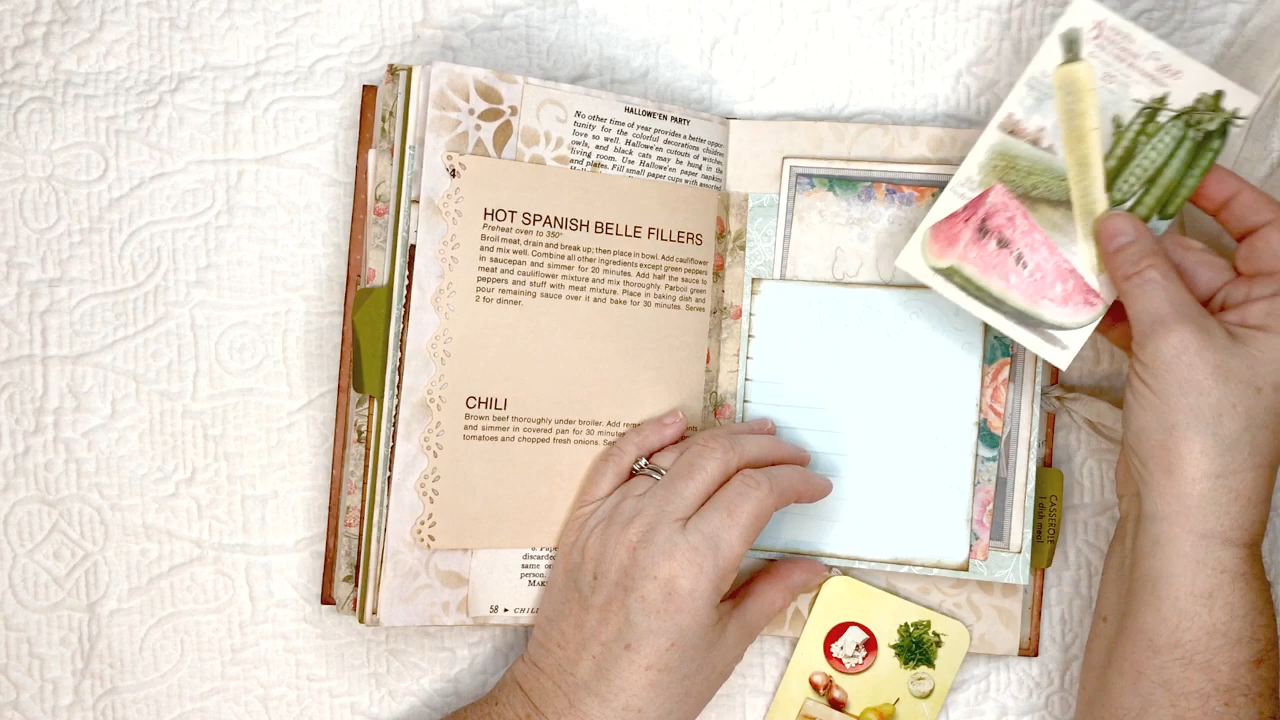 HALLOWE'EN PARTY
No other time of year provides a better oppor-
tunity for the colorful decorations children
love so well. Hallowe'en cutouts of witches,
owls, and black cats may be hung in the
living room. Use Hallowe'en paper napkins
and plates. Fill small paper cups with assorted
4
HOT SPANISH BELLE FILLERS
Preheat oven to 350°
Broil meat, drain and break up; then place in bowl. Add cauliflower
and mix well. Combine all other ingredients except green peppers
in saucepan and simmer for 20 minutes. Add half the sauce to
meat and cauliflower mixture and mix thoroughly. Parboil green
peppers and stuff with meat mixture. Place in baking dish and
pour remaining sauce over it and bake for 30 minutes. Serves
2 for dinner.
CHILI
Brown beef thoroughly under broiler. Add
and simmer in covered pan for 30 minutes
tomatoes and chopped fresh onions.
discarded
same or
person.
58 ► CHILI
CASSEROLE
1 dish meal